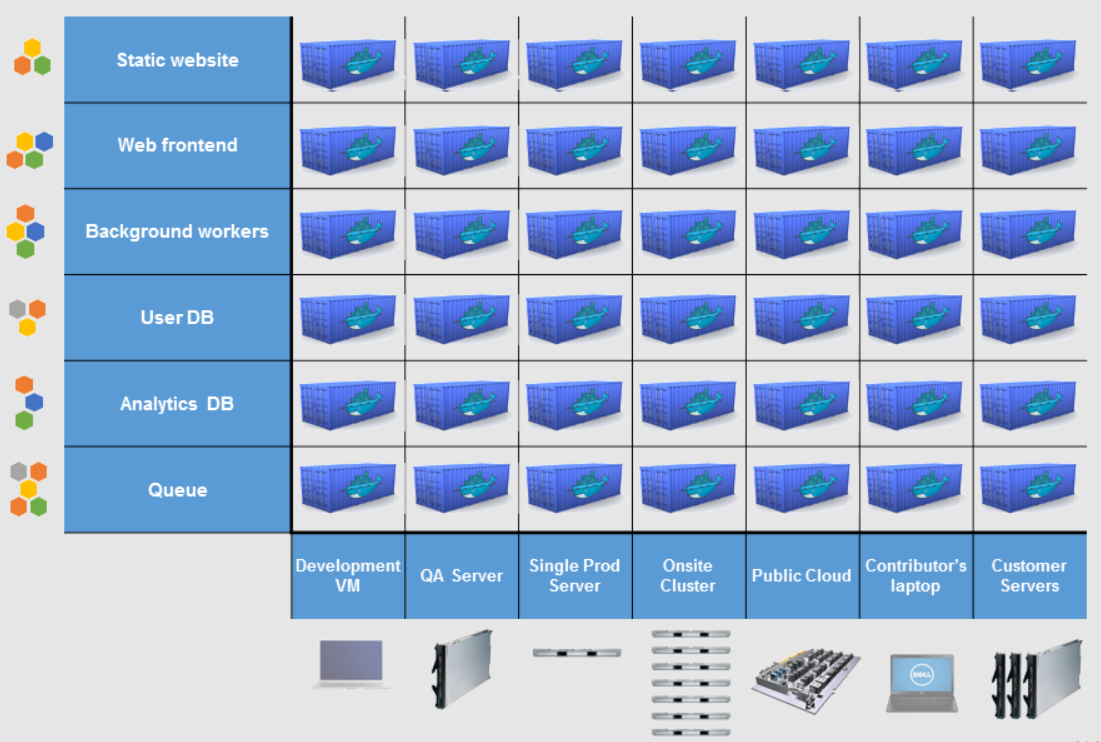 Static website
Web frontend
Background workers
User DB
Analytics DB
Queue
Development
VM
QA Server
Single Prod
Server
Onsite
Cluster
Public Cloud
Contributor's
laptop
Customer
Servers
DELL